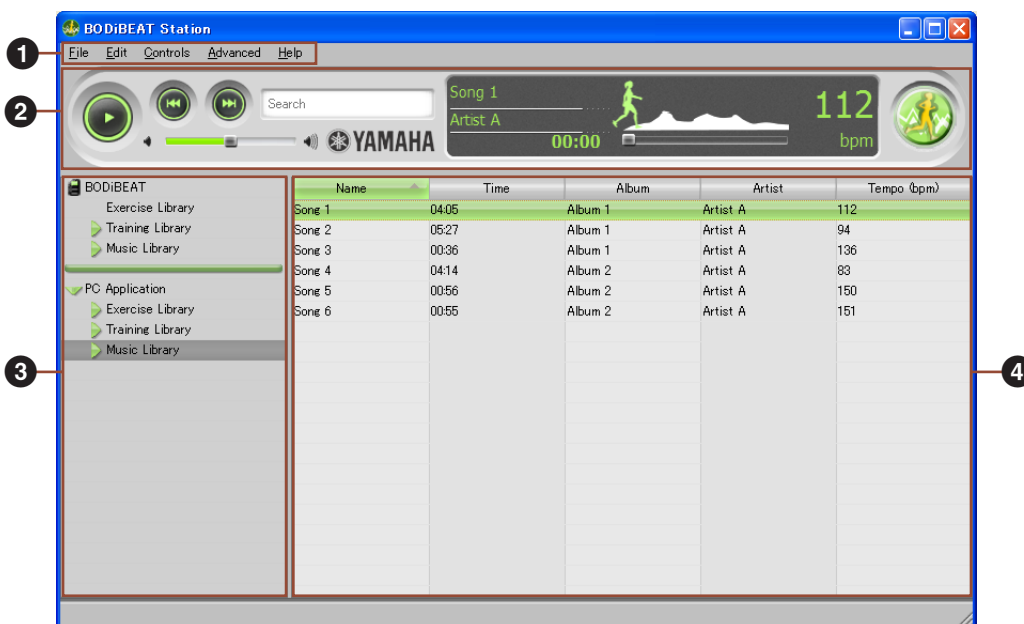 BODiBEAT Station
1
File Edit Controls Advanced Help
2
Search
YAMAHA
Song 1
Artist A
00:00
112
bpm
3
BODiBEAT
Exercise Library
Training Library
Music Library
PC Application
Exercise Library
Training Library
Music Library
4
Name Time Album Artist Tempo (bpm)
Song 1 04:05 Album 1 Artist A 112
Song 2 05:27 Album 1 Artist A 94
Song 3 00:36 Album 1 Artist A 136
Song 4 04:14 Album 2 Artist A 83
Song 5 00:56 Album 2 Artist A 150
Song 6 00:55 Album 2 Artist A 151